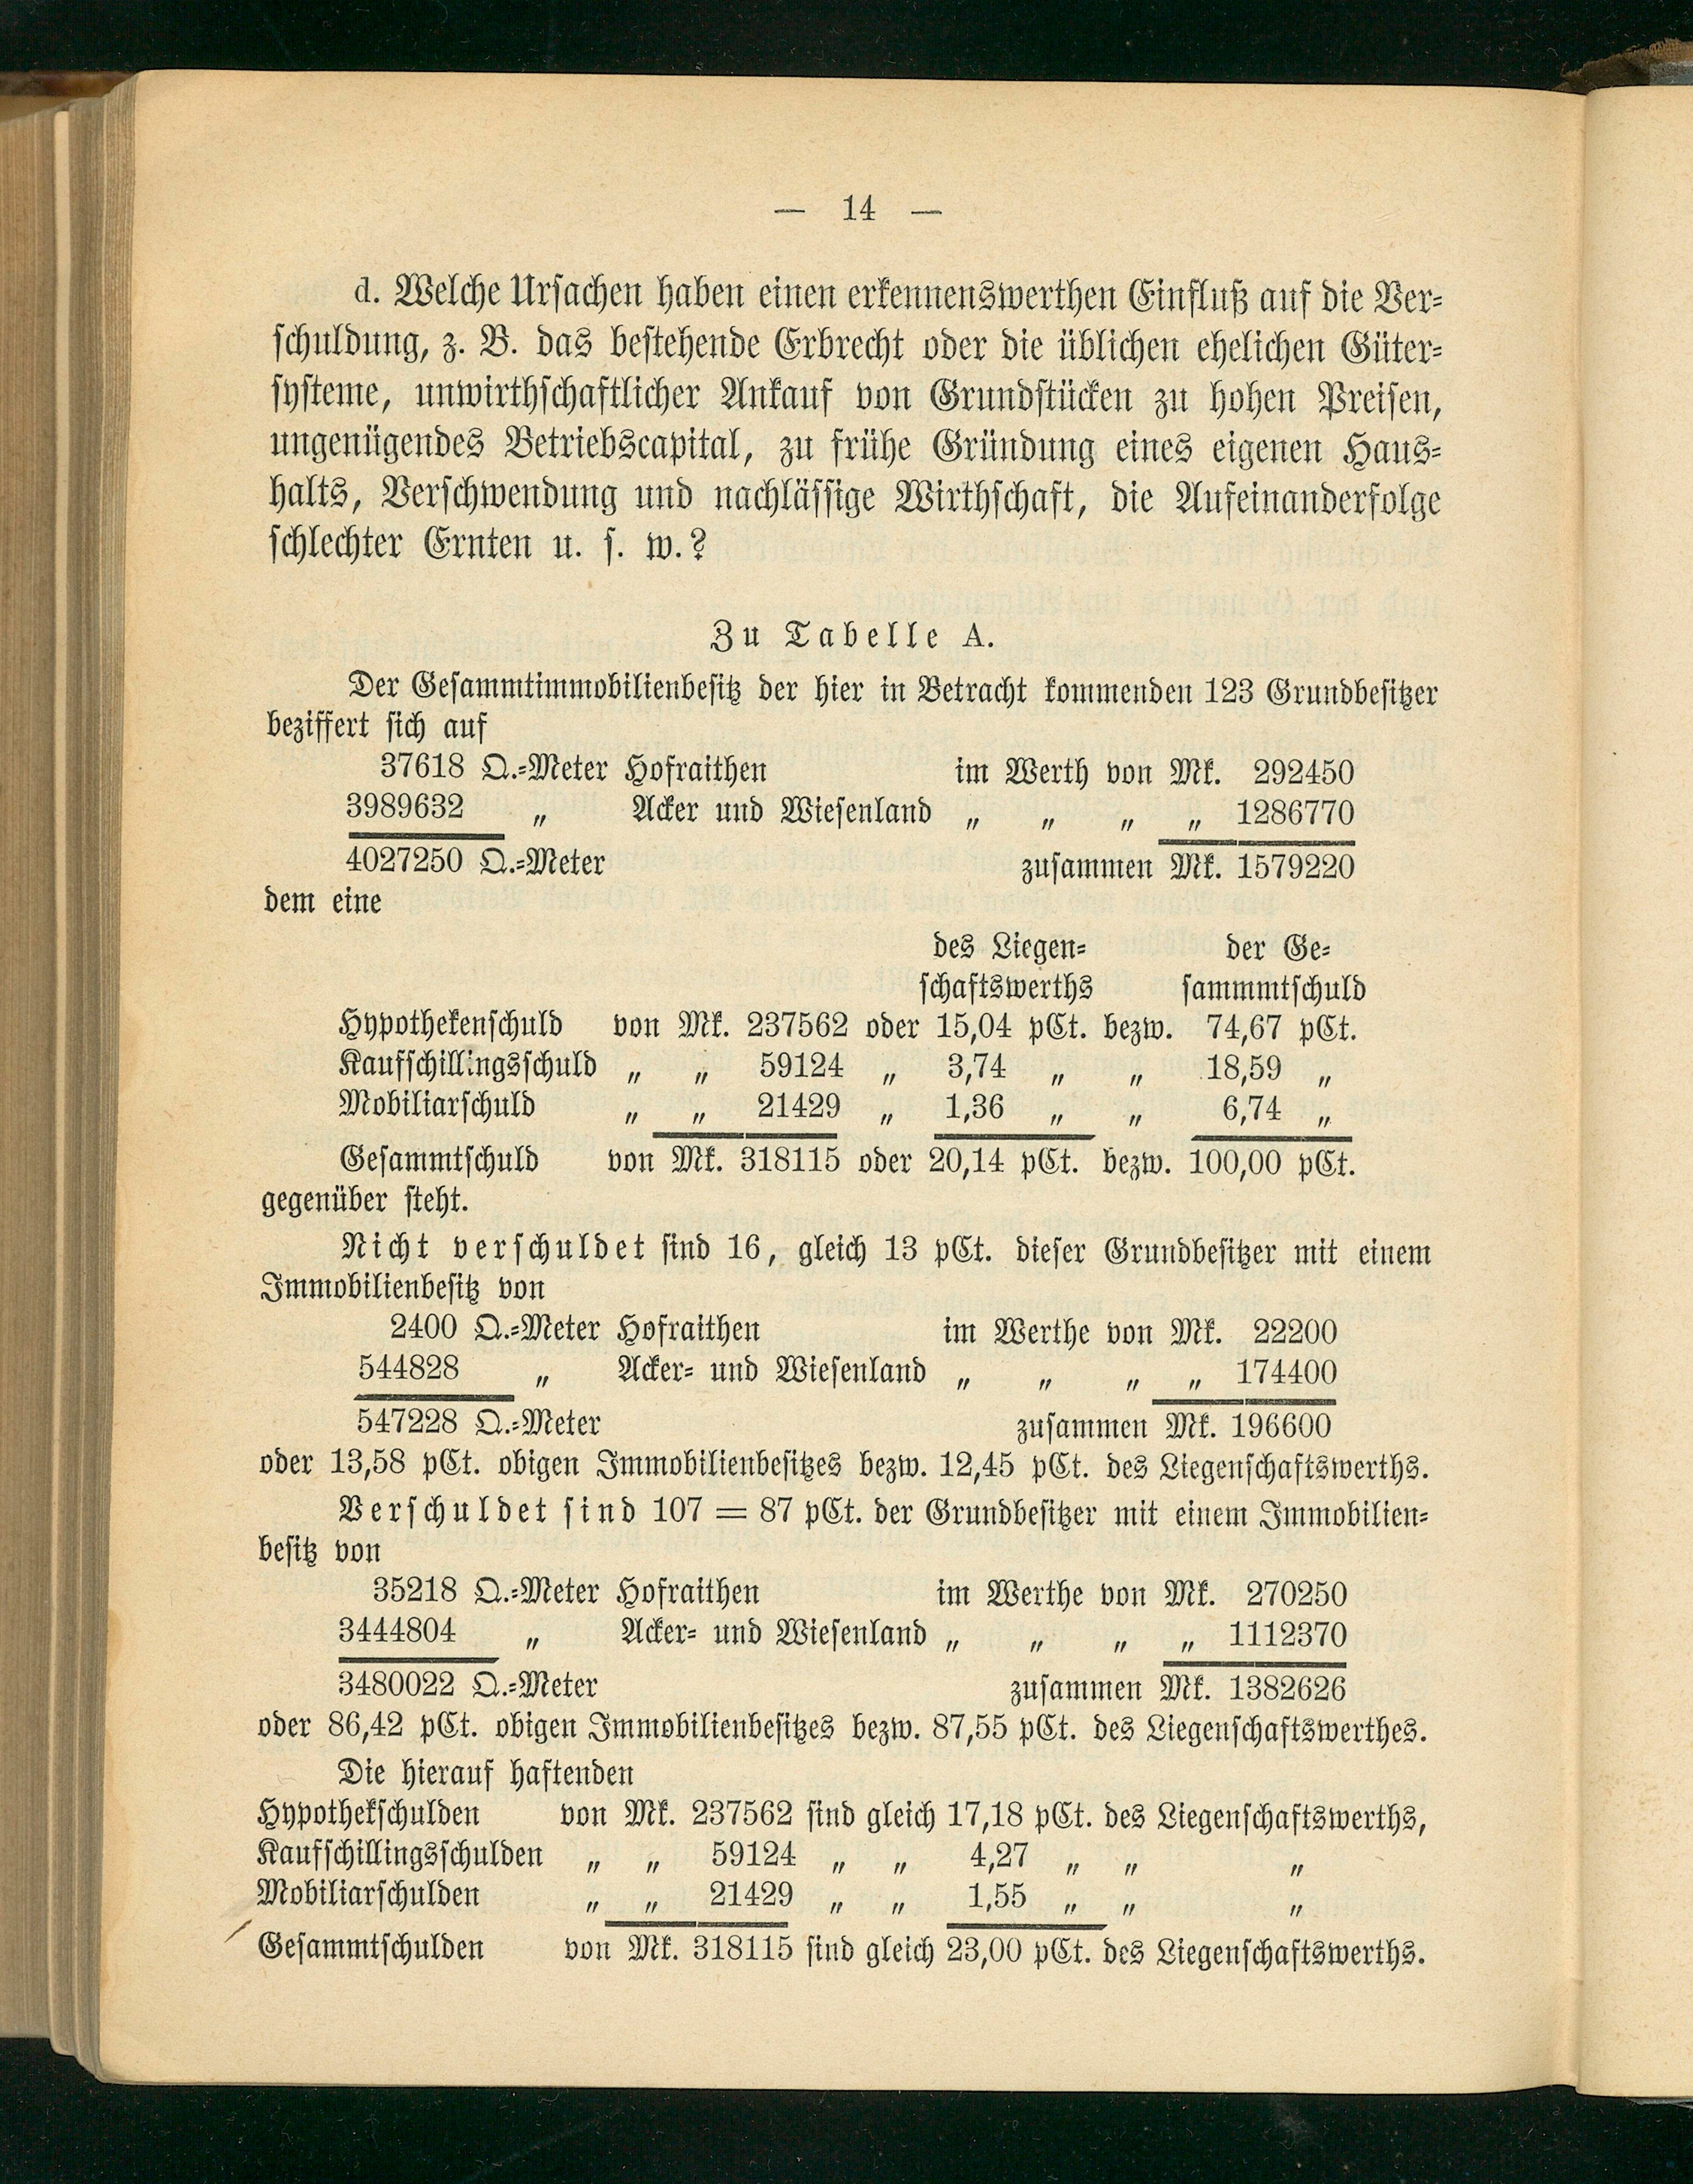 — 14 —
d. Welche Ursachen haben einen erkennenswerthen Einfluß auf die Ver-
schuldung, z. B. das bestehende Erbrecht oder die üblichen ehelichen Güter-
systeme, unwirthschaftlicher Ankauf von Grundstücken zu hohen Preisen,
ungenügendes Betriebscapital, zu frühe Gründung eines eigenen Haus-
halts, Verschwendung und nachlässige Wirthschaft, die Aufeinanderfolge
schlechter Ernten u. s. w.?
Zu Tabelle A.
Der Gesammtimmobilienbesitz der hier in Betracht kommenden 123 Grundbesitzer
beziffert sich auf
37618 Q.-Meter Hofraithen im Werth von Mk. 292450
3989632 „ Acker und Wiesenland „ „ „ „ 1286770
4027250 Q.-Meter zusammen Mk. 1579220
dem eine
des Liegen- der Ge-
schaftswerths sammmtschuld
Hypothekenschuld von Mk. 237562 oder 15,04 pCt. bezw. 74,67 pCt.
Kaufschillingsschuld „ „ 59124 „ 3,74 „ „ 18,59 „
Mobiliarschuld „ „ 21429 „ 1,36 „ „ 6,74 „
Gesammtschuld von Mk. 318115 oder 20,14 pCt. bezw. 100,00 pCt.
gegenüber steht.
Nicht verschuldet sind 16, gleich 13 pCt. dieser Grundbesitzer mit einem
Immobilienbesitz von
2400 Q.-Meter Hofraithen im Werthe von Mk. 22200
544828 „ Acker- und Wiesenland „ „ „ „ 174400
547228 Q.-Meter zusammen Mk. 196600
oder 13,58 pCt. obigen Immobilienbesitzes bezw. 12,45 pCt. des Liegenschaftswerths.
Verschuldet sind 107 = 87 pCt. der Grundbesitzer mit einem Immobilien-
besitz von
35218 Q.-Meter Hofraithen im Werthe von Mk. 270250
3444804 „ Acker- und Wiesenland „ „ „ „ 1112370
3480022 Q.-Meter zusammen Mk. 1382626
oder 86,42 pCt. obigen Immobilienbesitzes bezw. 87,55 pCt. des Liegenschaftswerthes.
Die hierauf haftenden
Hypothekschulden von Mk. 237562 sind gleich 17,18 pCt. des Liegenschaftswerths,
Kaufschillingsschulden „ „ 59124 „ „ 4,27 „ „ „
Mobiliarschulden „ „ 21429 „ „ 1,55 „ „ „
Gesammtschulden von Mk. 318115 sind gleich 23,00 pCt. des Liegenschaftswerths.